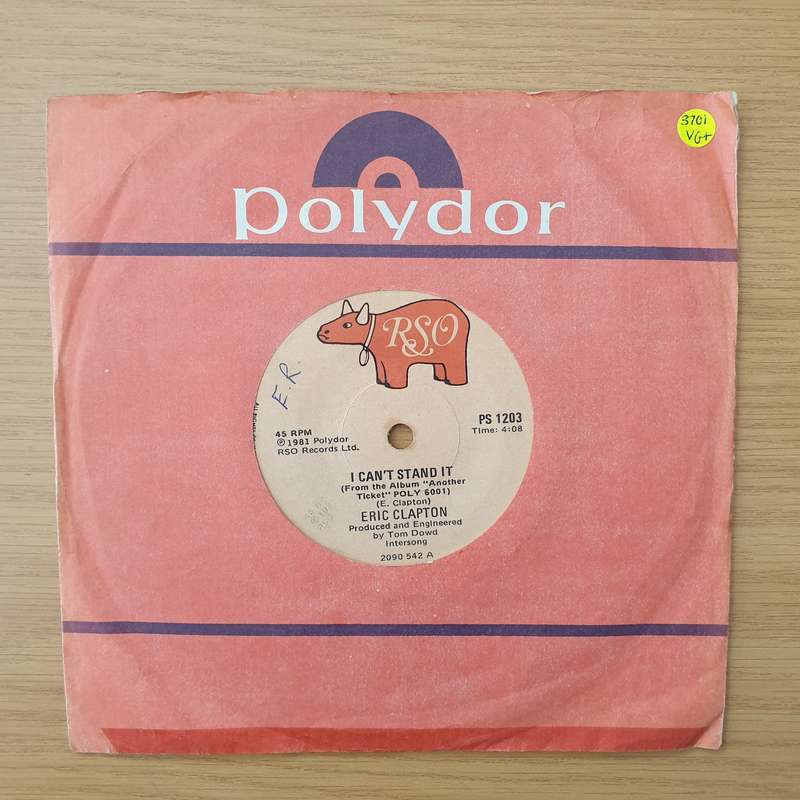 3701
VG+
polydor
RSO
E.R.
45 RPM
℗ 1981 Polydor
RSO Records Ltd.
PS 1203
Time: 4:08
I CAN'T STAND IT
(From the Album "Another
Ticket" POLY 6001)
(E. Clapton)
ERIC CLAPTON
Produced and Engineered
by Tom Dowd
Intersong
2090 542 A